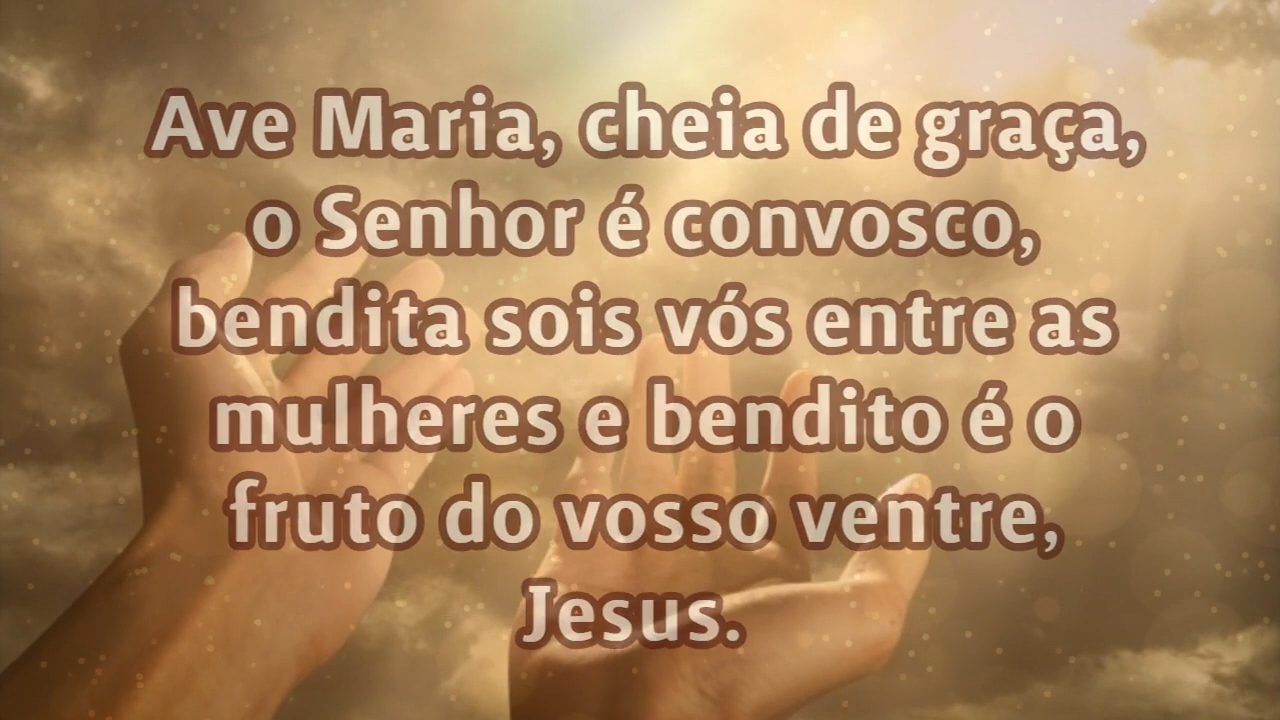 Ave Maria, cheia de graça,
o Senhor é convosco,
bendita sois vós entre as
mulheres e bendito é o
fruto do vosso ventre,
Jesus.